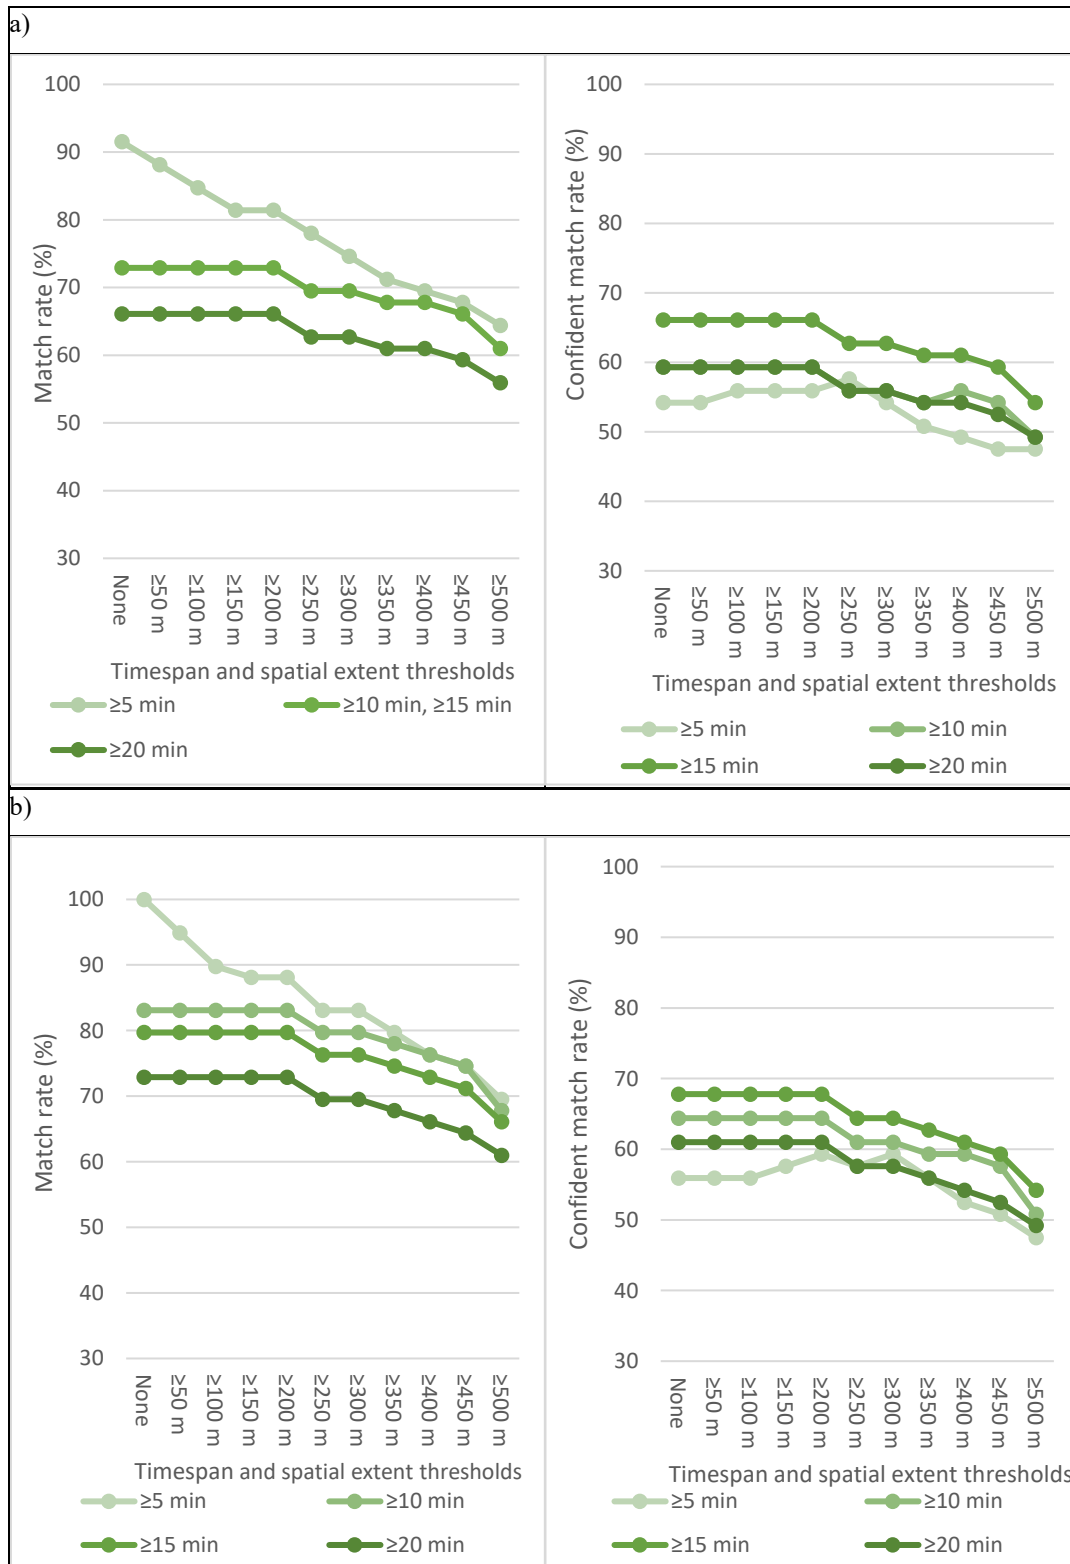 a)
100
90
80
70
60
50
40
30
Match rate (%)
None
≥50 m
≥100 m
≥150 m
≥200 m
≥250 m
≥300 m
≥350 m
≥400 m
≥450 m
≥500 m
Timespan and spatial extent thresholds
≥5 min
≥10 min, ≥15 min
≥20 min
100
90
80
70
60
50
40
30
Confident match rate (%)
None
≥50 m
≥100 m
≥150 m
≥200 m
≥250 m
≥300 m
≥350 m
≥400 m
≥450 m
≥500 m
Timespan and spatial extent thresholds
≥5 min
≥10 min
≥15 min
≥20 min
b)
100
90
80
70
60
50
40
30
Match rate (%)
None
≥50 m
≥100 m
≥150 m
≥200 m
≥250 m
≥300 m
≥350 m
≥400 m
≥450 m
≥500 m
Timespan and spatial extent thresholds
≥5 min
≥10 min
≥15 min
≥20 min
100
90
80
70
60
50
40
30
Confident match rate (%)
None
≥50 m
≥100 m
≥150 m
≥200 m
≥250 m
≥300 m
≥350 m
≥400 m
≥450 m
≥500 m
Timespan and spatial extent thresholds
≥5 min
≥10 min
≥15 min
≥20 min